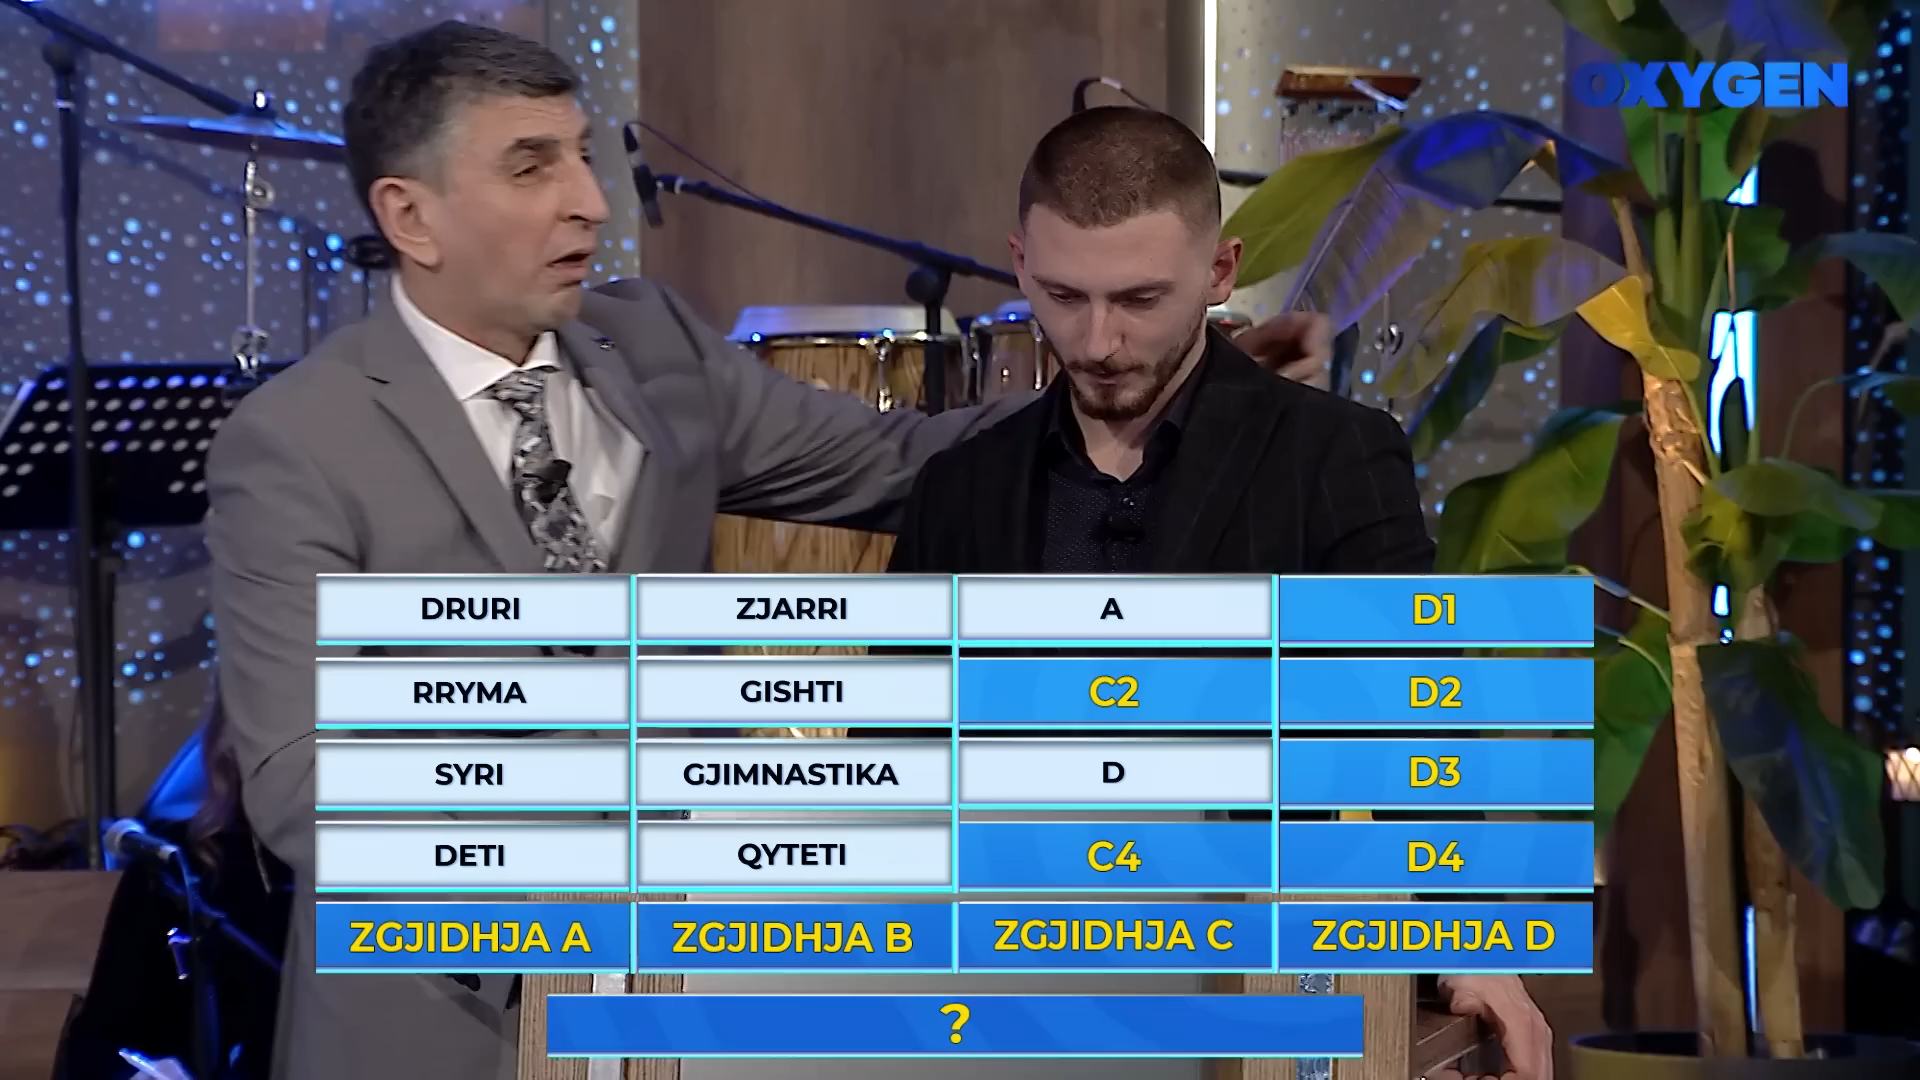 OXYGEN
DRURI ZJARRI A D1
RRYMA GISHTI C2 D2
SYRI GJIMNASTIKA D D3
DETI QYTETI C4 D4
ZGJIDHJA A ZGJIDHJA B ZGJIDHJA C ZGJIDHJA D
?